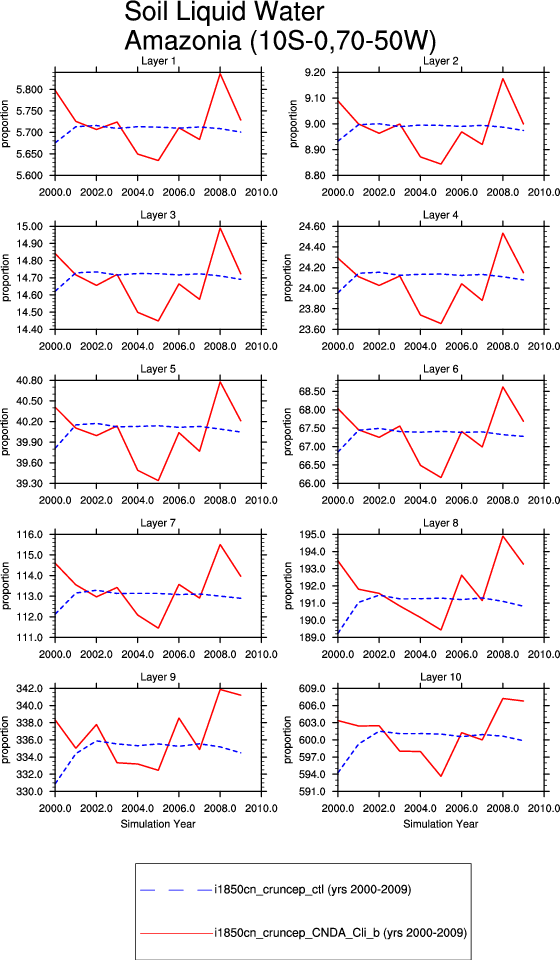 Soil Liquid Water
Amazonia (10S-0,70-50W)
Layer 1
proportion
5.800
5.750
5.700
5.650
5.600
2000.0 2002.0 2004.0 2006.0 2008.0 2010.0
Layer 2
proportion
9.20
9.10
9.00
8.90
8.80
2000.0 2002.0 2004.0 2006.0 2008.0 2010.0
Layer 3
proportion
15.00
14.90
14.80
14.70
14.60
14.50
14.40
2000.0 2002.0 2004.0 2006.0 2008.0 2010.0
Layer 4
proportion
24.60
24.40
24.20
24.00
23.80
23.60
2000.0 2002.0 2004.0 2006.0 2008.0 2010.0
Layer 5
proportion
40.80
40.50
40.20
39.90
39.60
39.30
2000.0 2002.0 2004.0 2006.0 2008.0 2010.0
Layer 6
proportion
68.50
68.00
67.50
67.00
66.50
66.00
2000.0 2002.0 2004.0 2006.0 2008.0 2010.0
Layer 7
proportion
116.0
115.0
114.0
113.0
112.0
111.0
2000.0 2002.0 2004.0 2006.0 2008.0 2010.0
Layer 8
proportion
195.0
194.0
193.0
192.0
191.0
190.0
189.0
2000.0 2002.0 2004.0 2006.0 2008.0 2010.0
Layer 9
proportion
342.0
340.0
338.0
336.0
334.0
332.0
330.0
2000.0 2002.0 2004.0 2006.0 2008.0 2010.0
Simulation Year
Layer 10
proportion
609.0
606.0
603.0
600.0
597.0
594.0
591.0
2000.0 2002.0 2004.0 2006.0 2008.0 2010.0
Simulation Year
i1850cn_cruncep_ctl (yrs 2000-2009)
i1850cn_cruncep_CNDA_Cli_b (yrs 2000-2009)